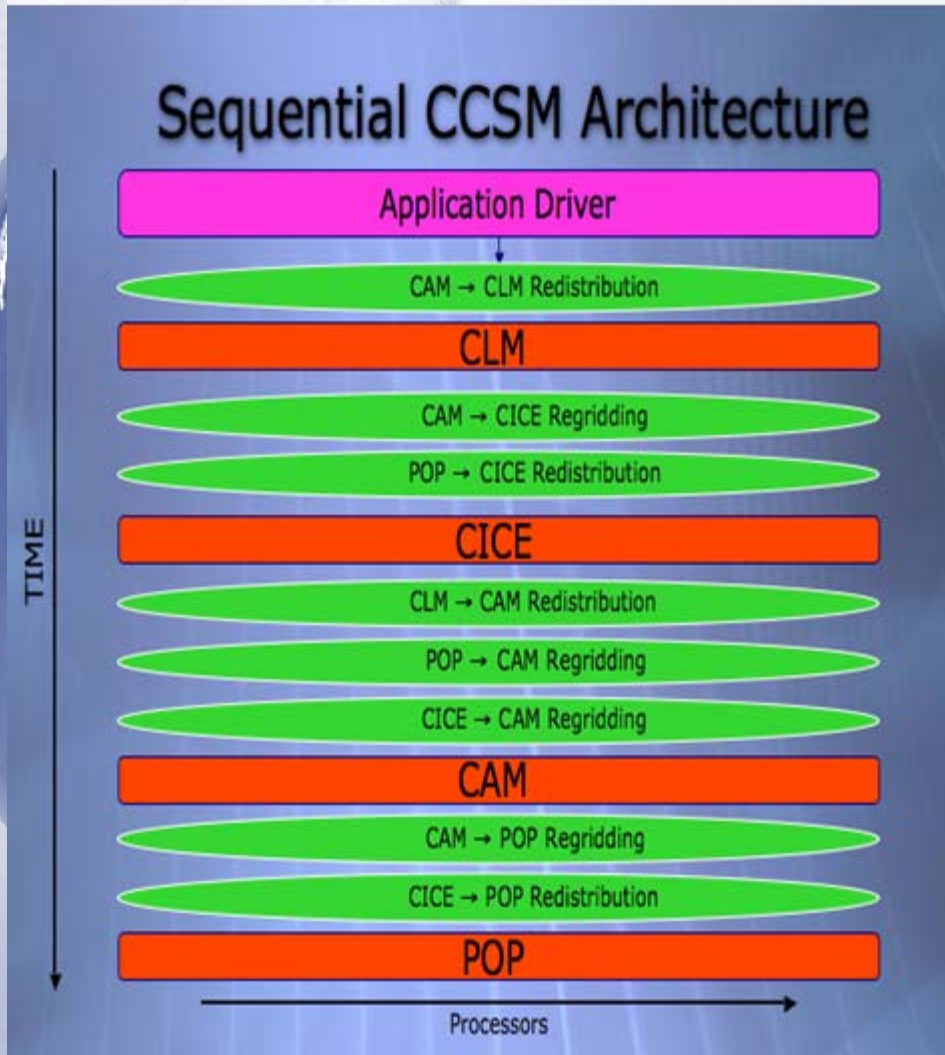 Sequential CCSM Architecture
Application Driver
CAM → CLM Redistribution
CLM
CAM → CICE Regridding
POP → CICE Redistribution
CICE
CLM → CAM Redistribution
POP → CAM Regridding
CICE → CAM Regridding
CAM
CAM → POP Regridding
CICE → POP Redistribution
POP
TIME
Processors